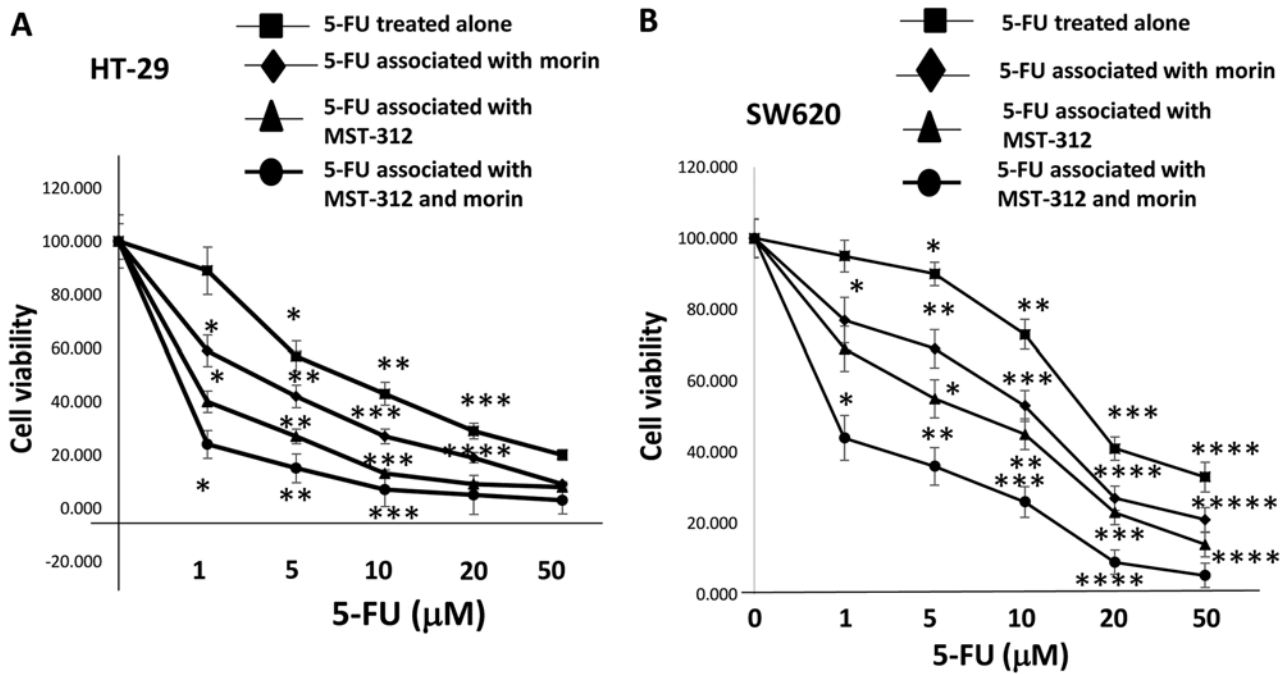 A
HT-29
5-FU treated alone
5-FU associated with morin
5-FU associated with
MST-312
5-FU associated with
MST-312 and morin
Cell viability
120.000
100.000
80.000
60.000
40.000
20.000
0.000
-20.000
*
*
*
*
*
**
**
**
**
***
***
***
***
****
1
5
10
20
50
5-FU (μM)
B
SW620
5-FU treated alone
5-FU associated with morin
5-FU associated with
MST-312
5-FU associated with
MST-312 and morin
Cell viability
120.000
100.000
80.000
60.000
40.000
20.000
0.000
*
*
*
*
**
**
**
**
***
***
***
***
****
****
****
****
*****
0
1
5
10
20
50
5-FU (μM)